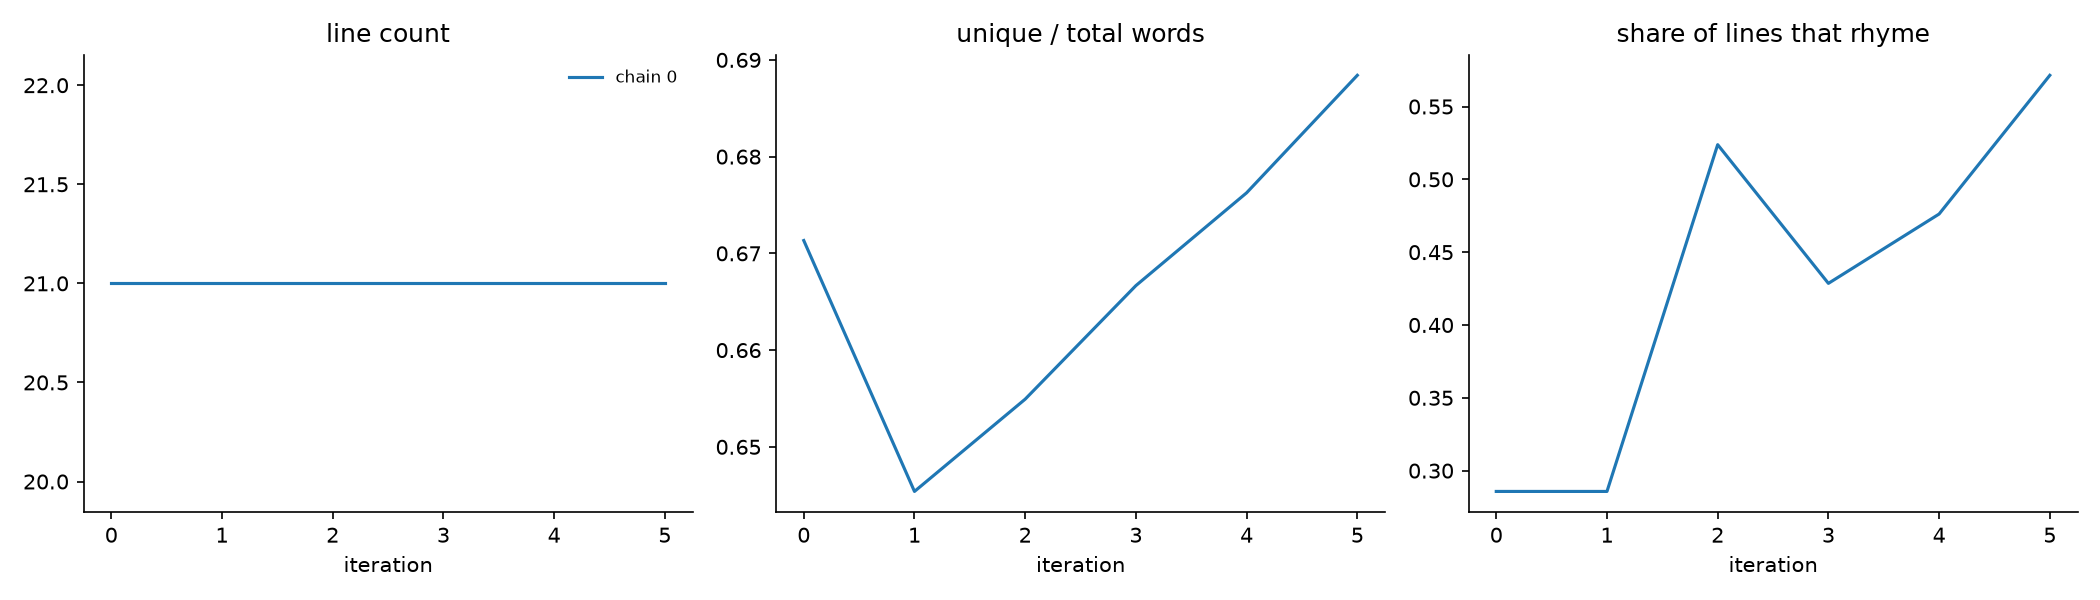 line count
22.0
21.5
21.0
20.5
20.0
chain 0
0 1 2 3 4 5
iteration
unique / total words
0.69
0.68
0.67
0.66
0.65
0 1 2 3 4 5
iteration
share of lines that rhyme
0.55
0.50
0.45
0.40
0.35
0.30
0 1 2 3 4 5
iteration